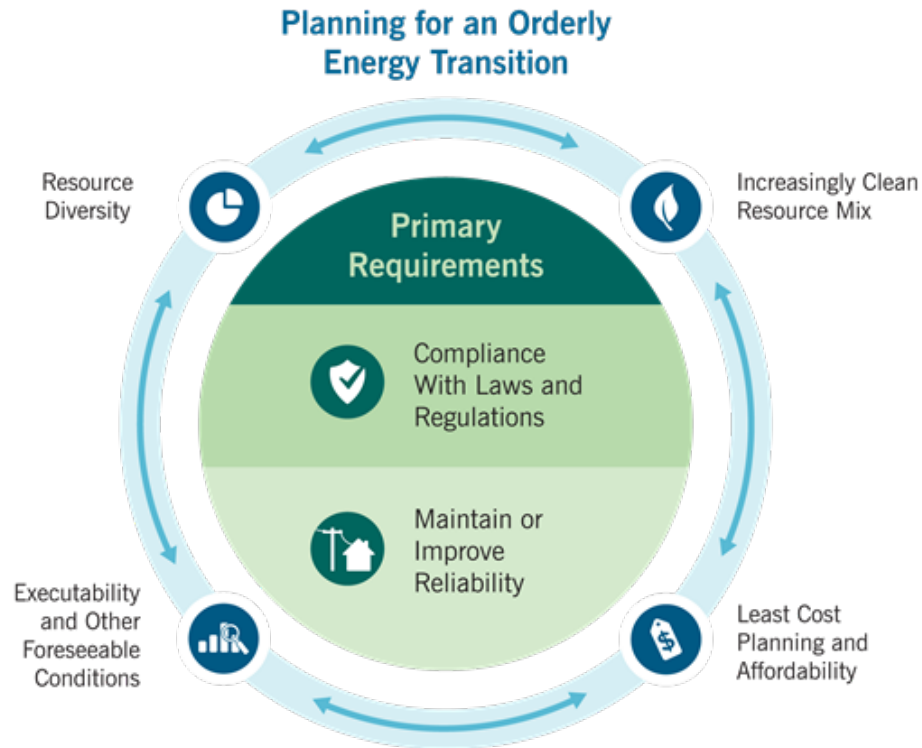 Planning for an Orderly
Energy Transition
Resource
Diversity
Increasingly Clean
Resource Mix
Primary
Requirements
Compliance
With Laws and
Regulations
Maintain or
Improve
Reliability
Executability
and Other
Foreseeable
Conditions
Least Cost
Planning and
Affordability
$